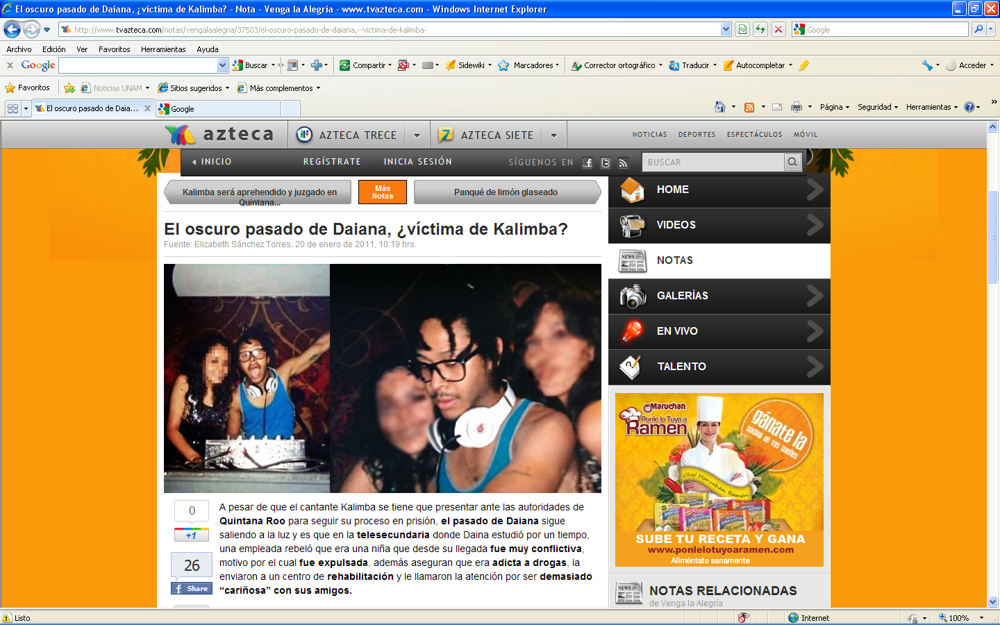 El oscuro pasado de Daiana, ¿víctima de Kalimba? - Nota - Venga la Alegría - www.tvazteca.com - Windows Internet Explorer
http://www.tvazteca.com/notas/vengalaalegria/37503/el-oscuro-pasado-de-daiana,--victima-de-kalimba-
Google
Archivo Edición Ver Favoritos Herramientas Ayuda
x Google Buscar Compartir Sidewiki Marcadores Corrector ortográfico Traducir Autocompletar Acceder
Favoritos Noticias UNAM Sitios sugeridos Más complementos
El oscuro pasado de Daia... X Google Página Seguridad Herramientas
azteca AZTECA TRECE AZTECA SIETE NOTICIAS DEPORTES ESPECTÁCULOS MÓVIL
INICIO REGÍSTRATE INICIA SESIÓN SÍGUENOS EN BUSCAR
Kalimba será aprehendido y juzgado en
Quintana...
Más
Notas
Panqué de limón glaseado
El oscuro pasado de Daiana, ¿víctima de Kalimba?
Fuente: Elizabeth Sánchez Torres, 20 de enero de 2011, 10:19 hrs.
0
+1
26
Share
A pesar de que el cantante Kalimba se tiene que presentar ante las autoridades de
Quintana Roo para seguir su proceso en prisión, el pasado de Daiana sigue
saliendo a la luz y es que en la telesecundaria donde Daina estudió por un tiempo,
una empleada rebeló que era una niña que desde su llegada fue muy conflictiva,
motivo por el cual fue expulsada, además aseguran que era adicta a drogas, la
enviaron a un centro de rehabilitación y le llamaron la atención por ser demasiado
“cariñosa” con sus amigos.
HOME
VIDEOS
NEWS
NOTAS
GALERÍAS
EN VIVO
TALENTO
Maruchan
Ponle lo Tuyo a
Ramen
gánate la
cocina de tus sueños
Chef Maruchan Ramen
SUBE TU RECETA Y GANA
www.ponlelotuyoaramen.com
Aliméntate sanamente
NEWS
NOTAS RELACIONADAS
de Venga la Alegría
Listo Internet 100%